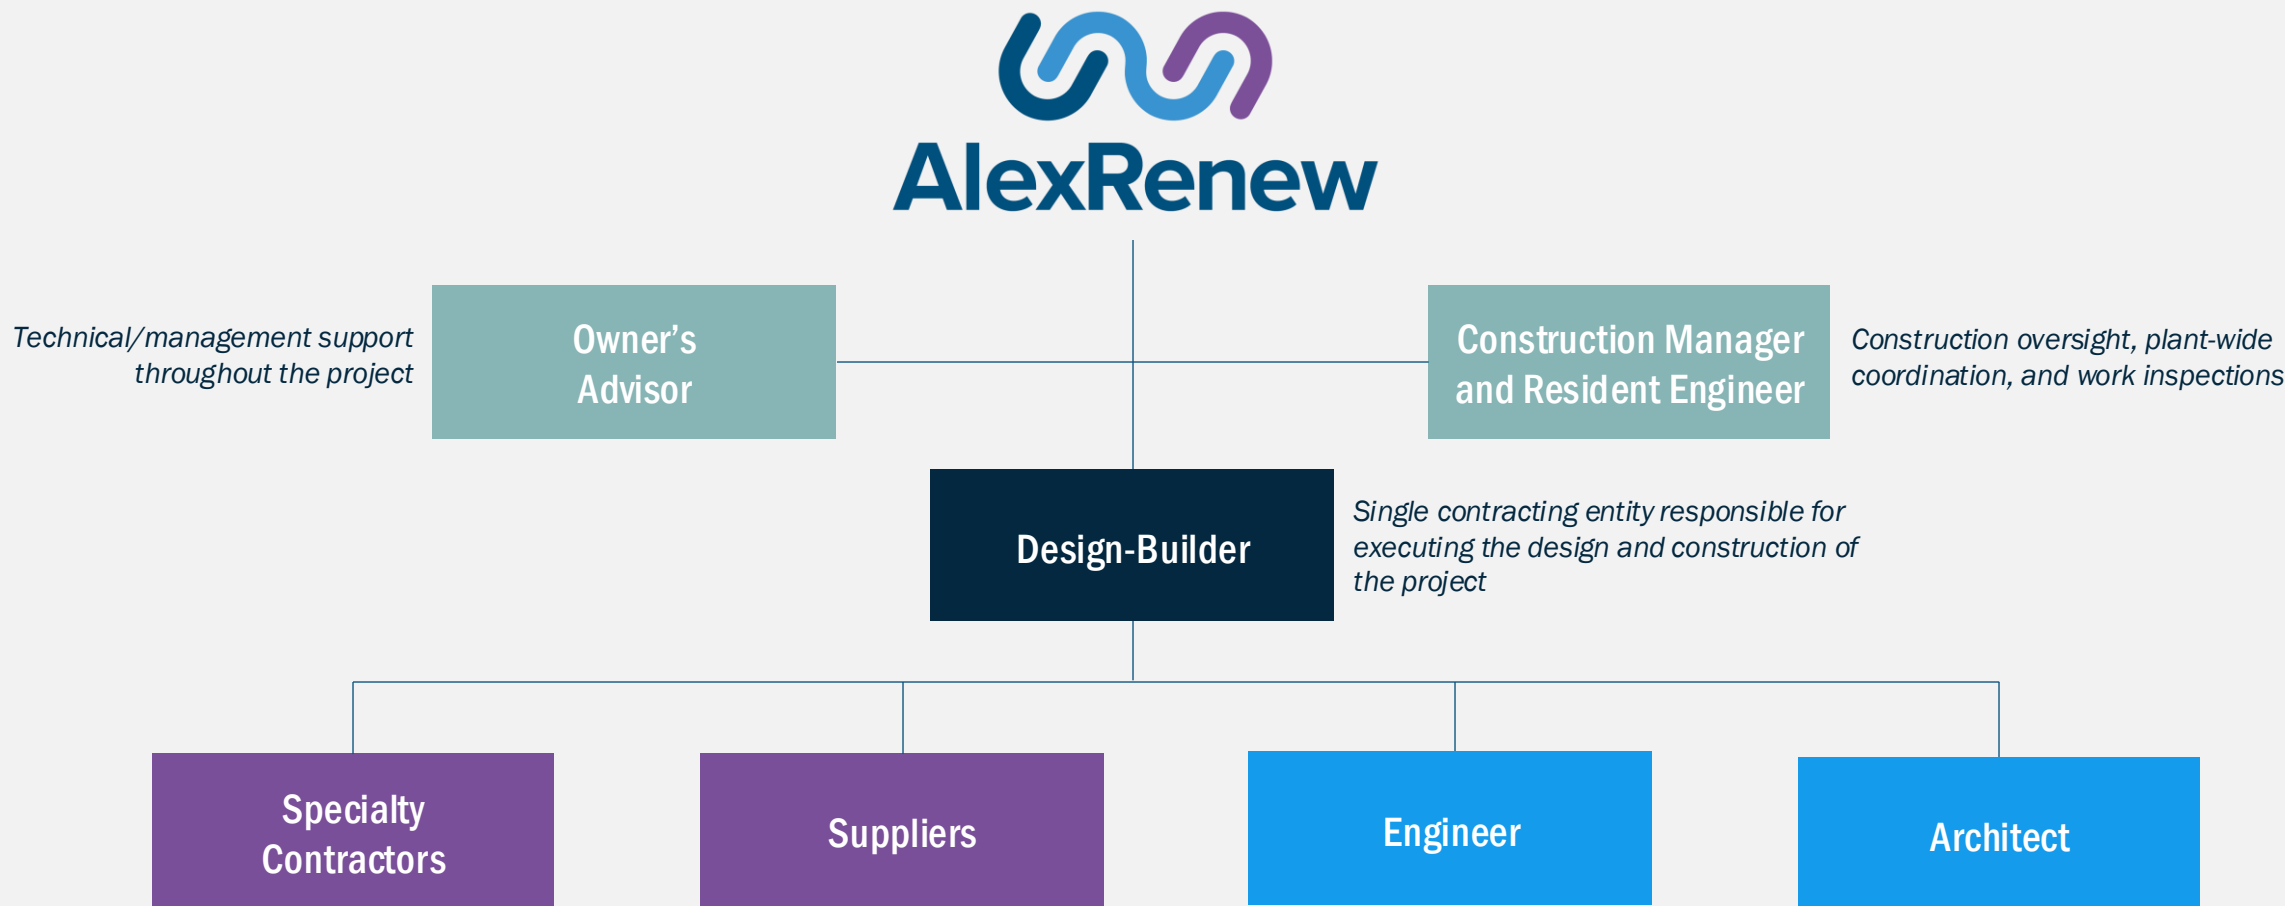 AlexRenew
Technical/management support
throughout the project
Owner’s
Advisor
Construction Manager
and Resident Engineer
Construction oversight, plant-wide
coordination, and work inspections
Design-Builder
Single contracting entity responsible for
executing the design and construction of
the project
Specialty
Contractors
Suppliers
Engineer
Architect